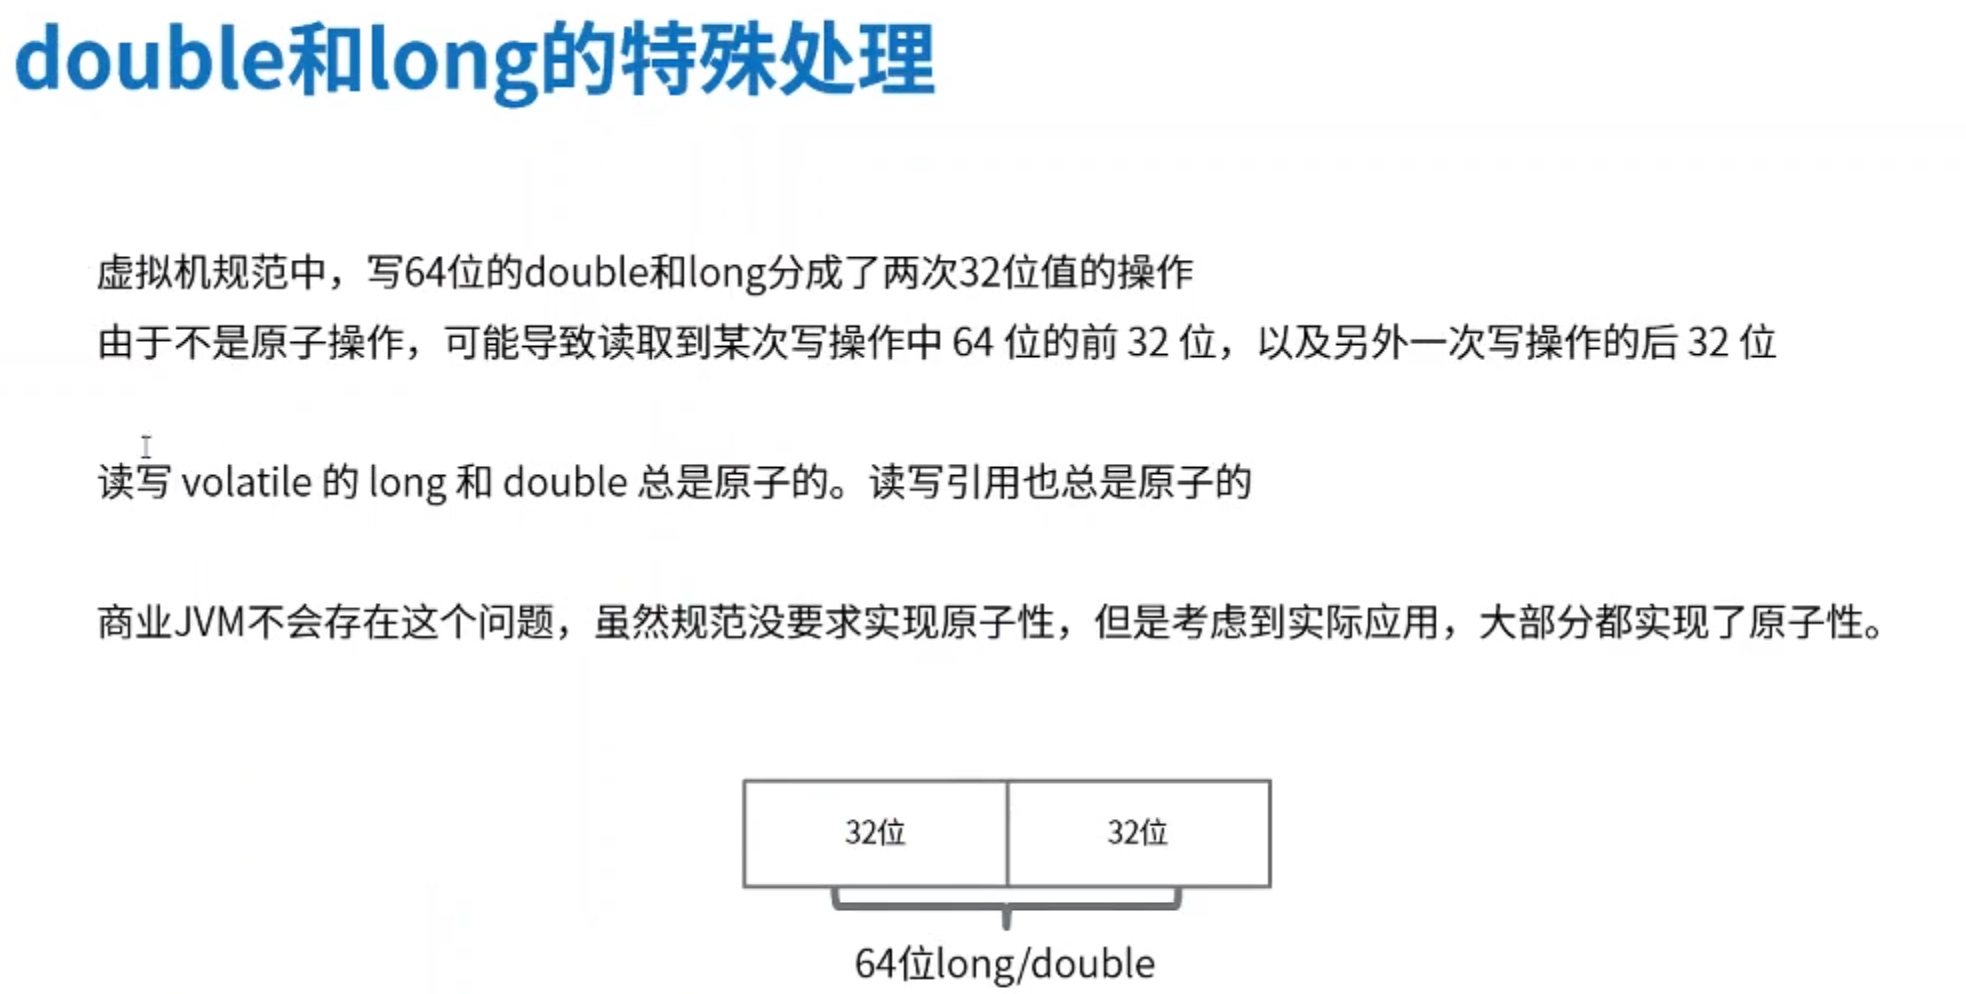 double和long的特殊处理
虚拟机规范中，写64位的double和long分成了两次32位值的操作
由于不是原子操作，可能导致读取到某次写操作中 64 位的前 32 位，以及另外一次写操作的后 32 位
读写 volatile 的 long 和 double 总是原子的。读写引用也总是原子的
商业JVM不会存在这个问题，虽然规范没要求实现原子性，但是考虑到实际应用，大部分都实现了原子性。
32位 32位
64位long/double